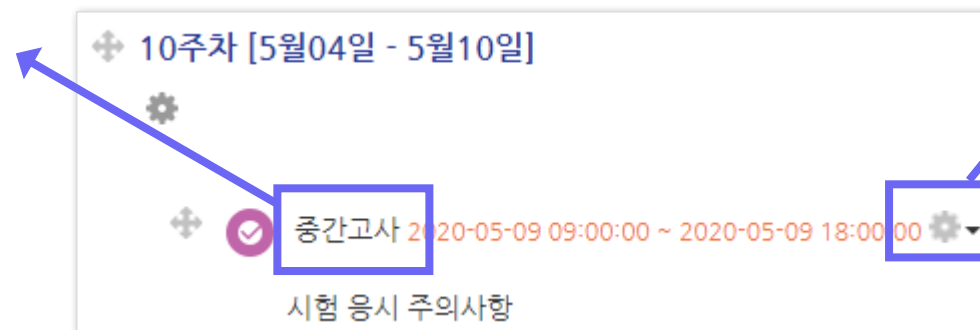 10주차 [5월04일 - 5월10일]
중간고사 2020-05-09 09:00:00 ~ 2020-05-09 18:00:00
시험 응시 주의사항